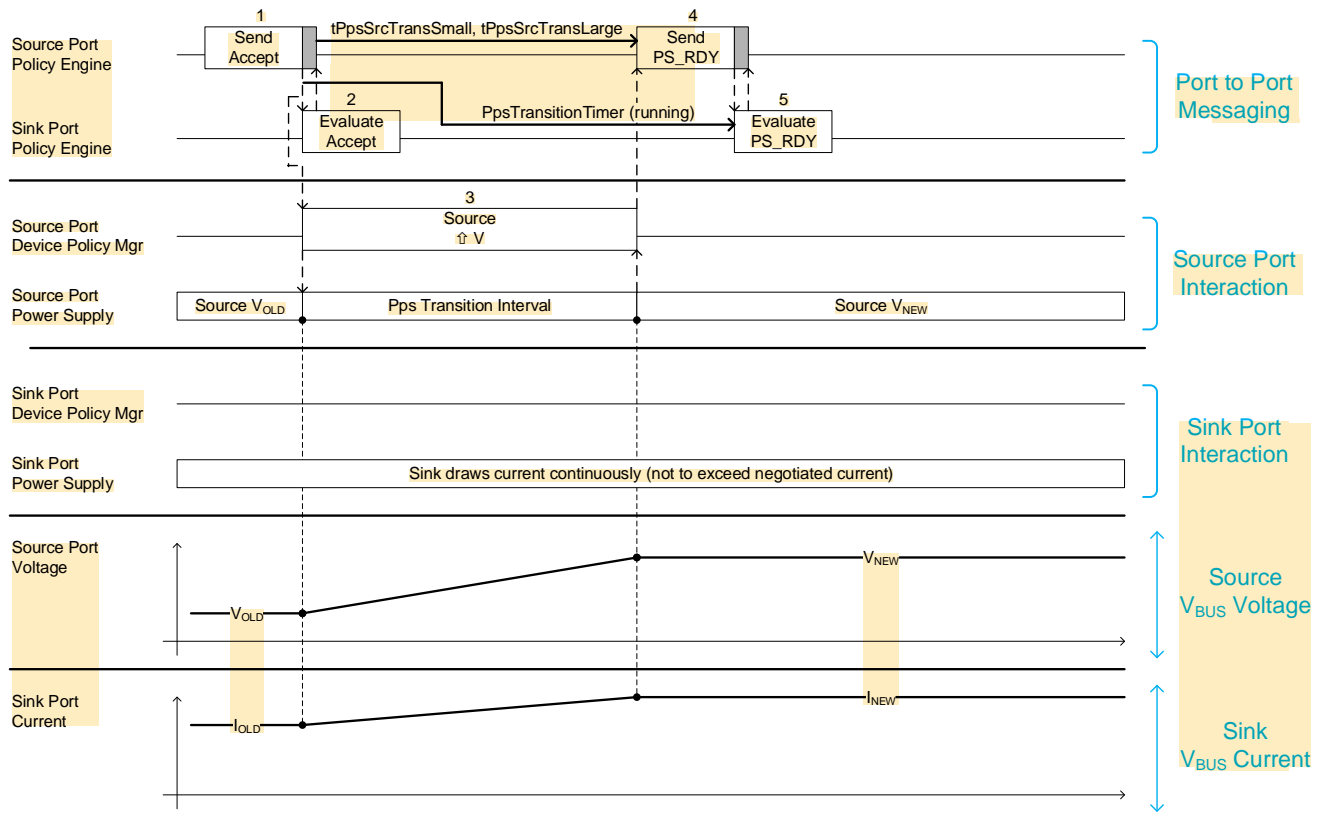 1
4
Send
Accept
tPpsSrcTransSmall, tPpsSrcTransLarge
Send
PS_RDY
Source Port
Policy Engine
Port to Port
Messaging
2
5
Evaluate
Accept
PpsTransitionTimer (running)
Evaluate
PS_RDY
Sink Port
Policy Engine
3
Source
⇧ V
Source Port
Device Policy Mgr
Source Port
Interaction
Source Port
Power Supply
Source VOLD
Pps Transition Interval
Source VNEW
Sink Port
Device Policy Mgr
Sink Port
Interaction
Sink Port
Power Supply
Sink draws current continuously (not to exceed negotiated current)
Source Port
Voltage
VOLD
VNEW
Source
VBUS Voltage
Sink Port
Current
IOLD
INEW
Sink
VBUS Current